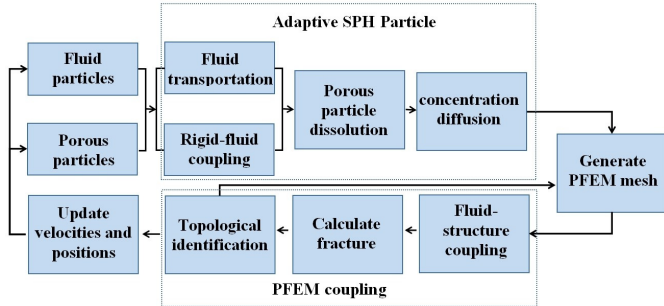 Adaptive SPH Particle
Fluid
particles
Porous
particles
Fluid
transportation
Rigid-fluid
coupling
Porous
particle
dissolution
concentration
diffusion
Generate
PFEM mesh
Fluid-
structure
coupling
Calculate
fracture
Topological
identification
Update
velocities and
positions
PFEM coupling